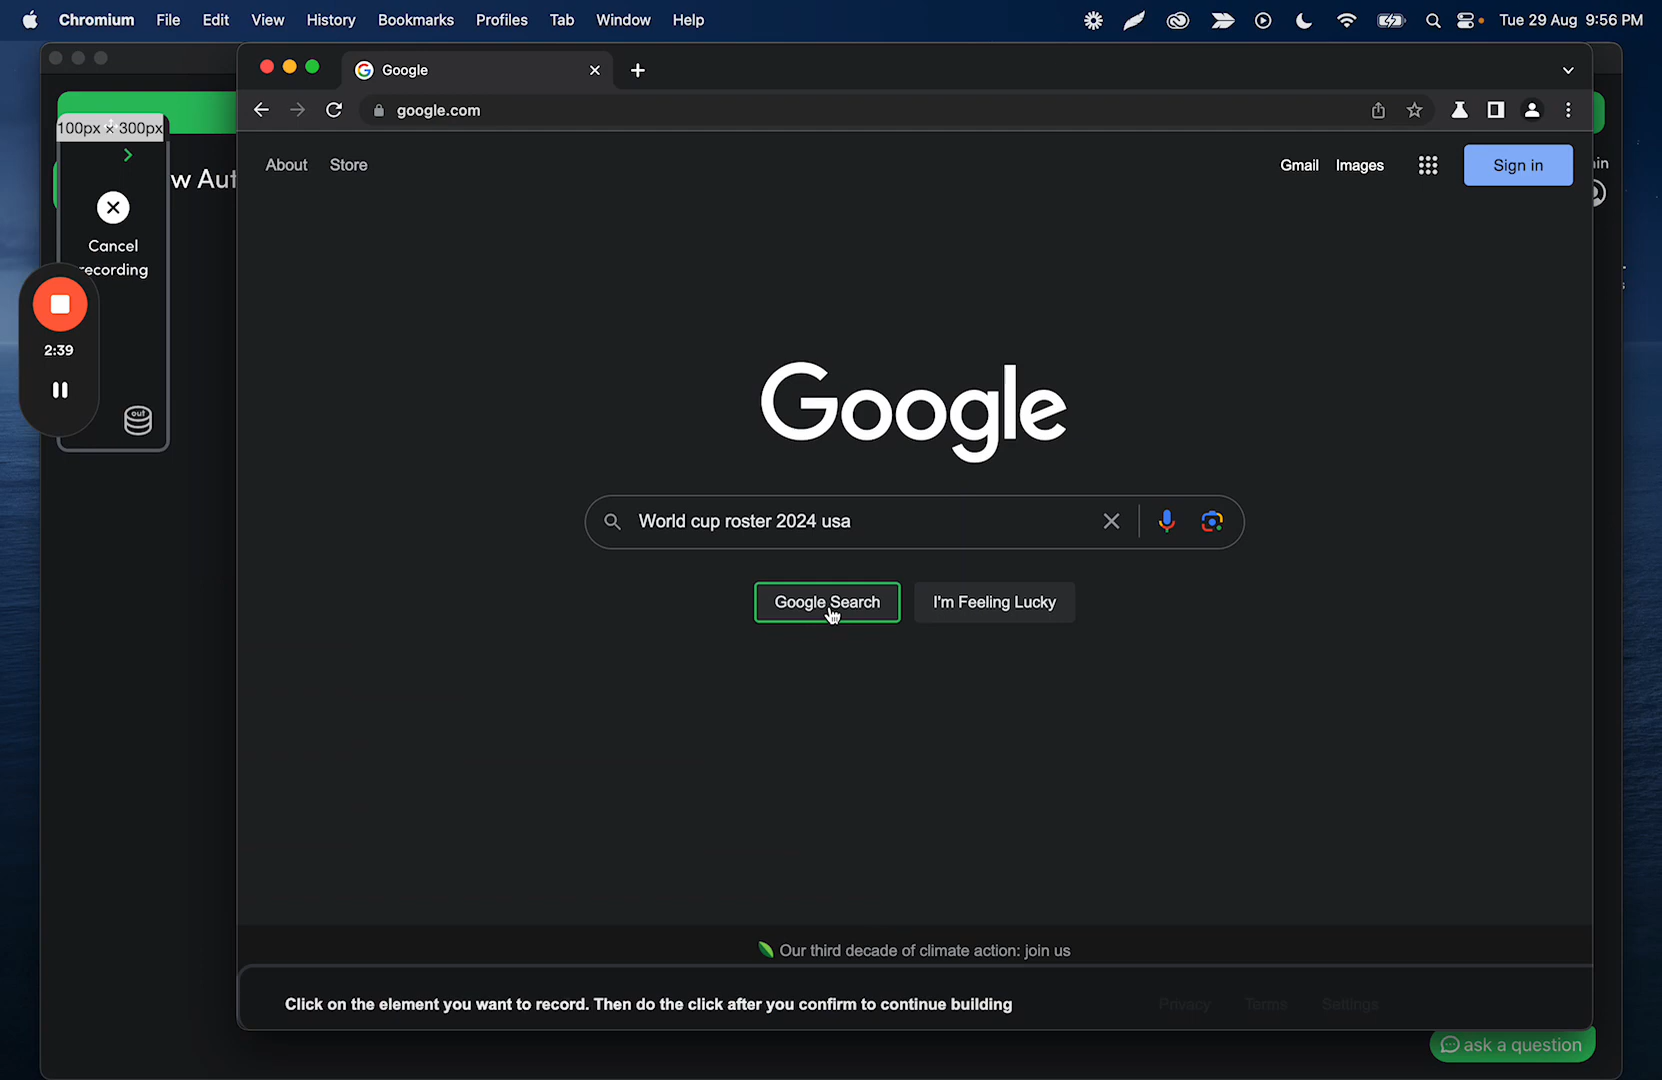 Chromium File Edit View History Bookmarks Profiles Tab Window Help Tue 29 Aug 9:56 PM
Google
google.com
100px × 300px
w Aut
Cancel
recording
2:39
out
About Store Gmail Images Sign in
in
Google
World cup roster 2024 usa
Google Search I'm Feeling Lucky
Our third decade of climate action: join us
Click on the element you want to record. Then do the click after you confirm to continue building
Privacy Terms Settings
ask a question